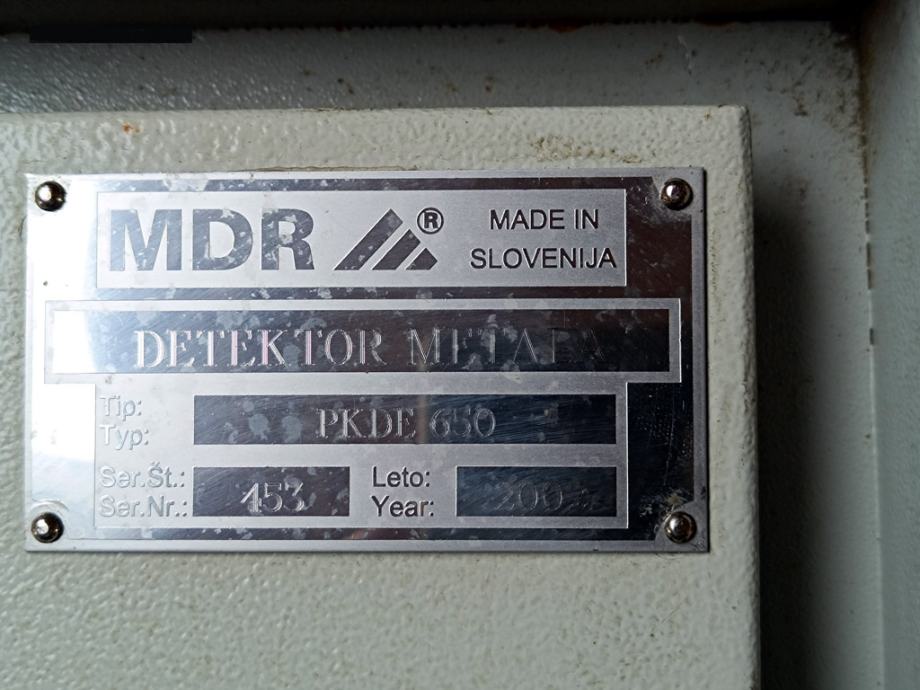 MDR ®
MADE IN
SLOVENIJA
DETEKTOR
Tip:
Typ:
PKDE 650
Ser.Št.:
Ser.Nr.:
153
Leto:
Year: